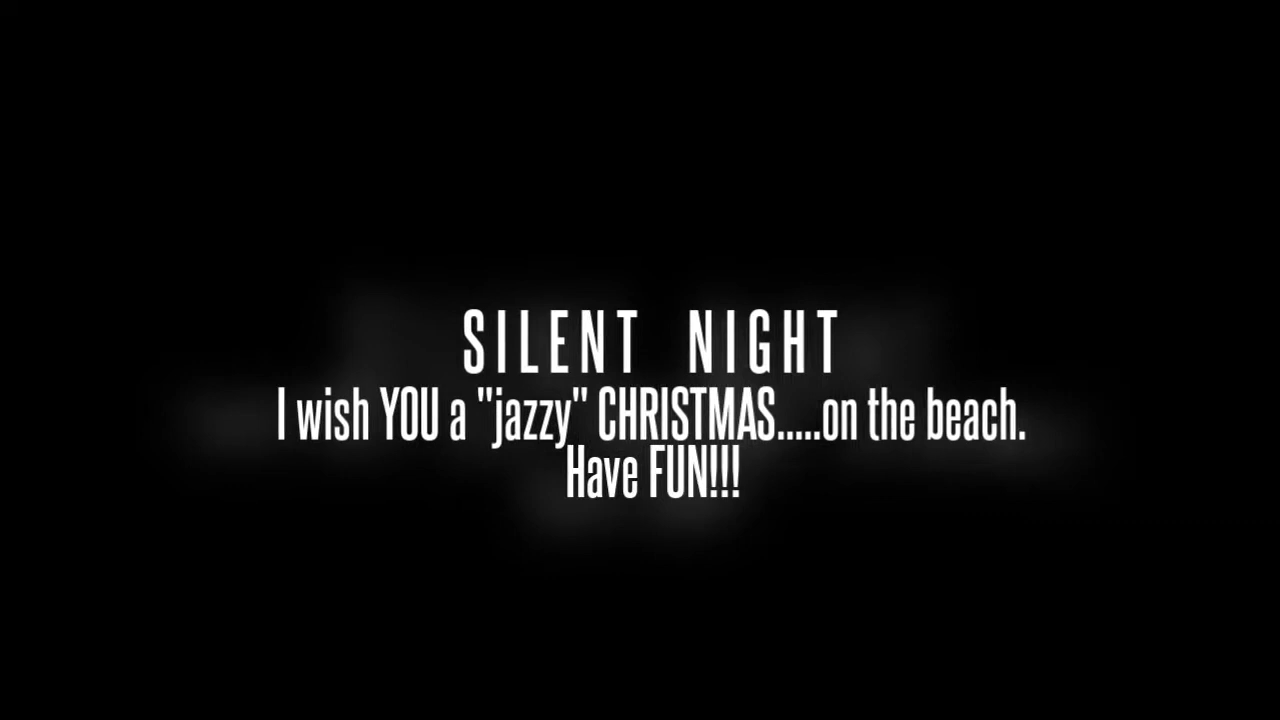 SILENT NIGHT
I wish YOU a "jazzy" CHRISTMAS.....on the beach.
Have FUN!!!